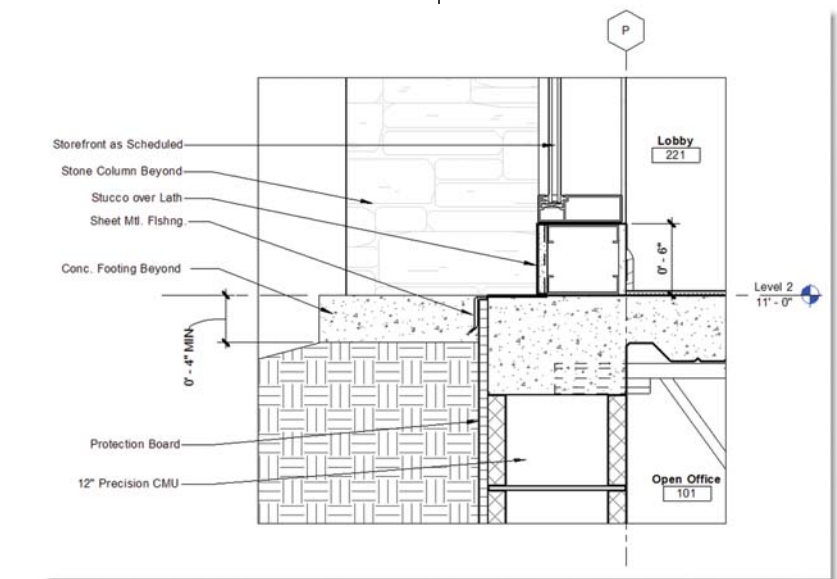 P
Storefront as Scheduled
Lobby
221
Stone Column Beyond
Stucco over Lath
Sheet Mtl. Flshng.
0' - 6"
Conc. Footing Beyond
Level 2
11' - 0"
0' - 4" MIN
Protection Board
12" Precision CMU
Open Office
101